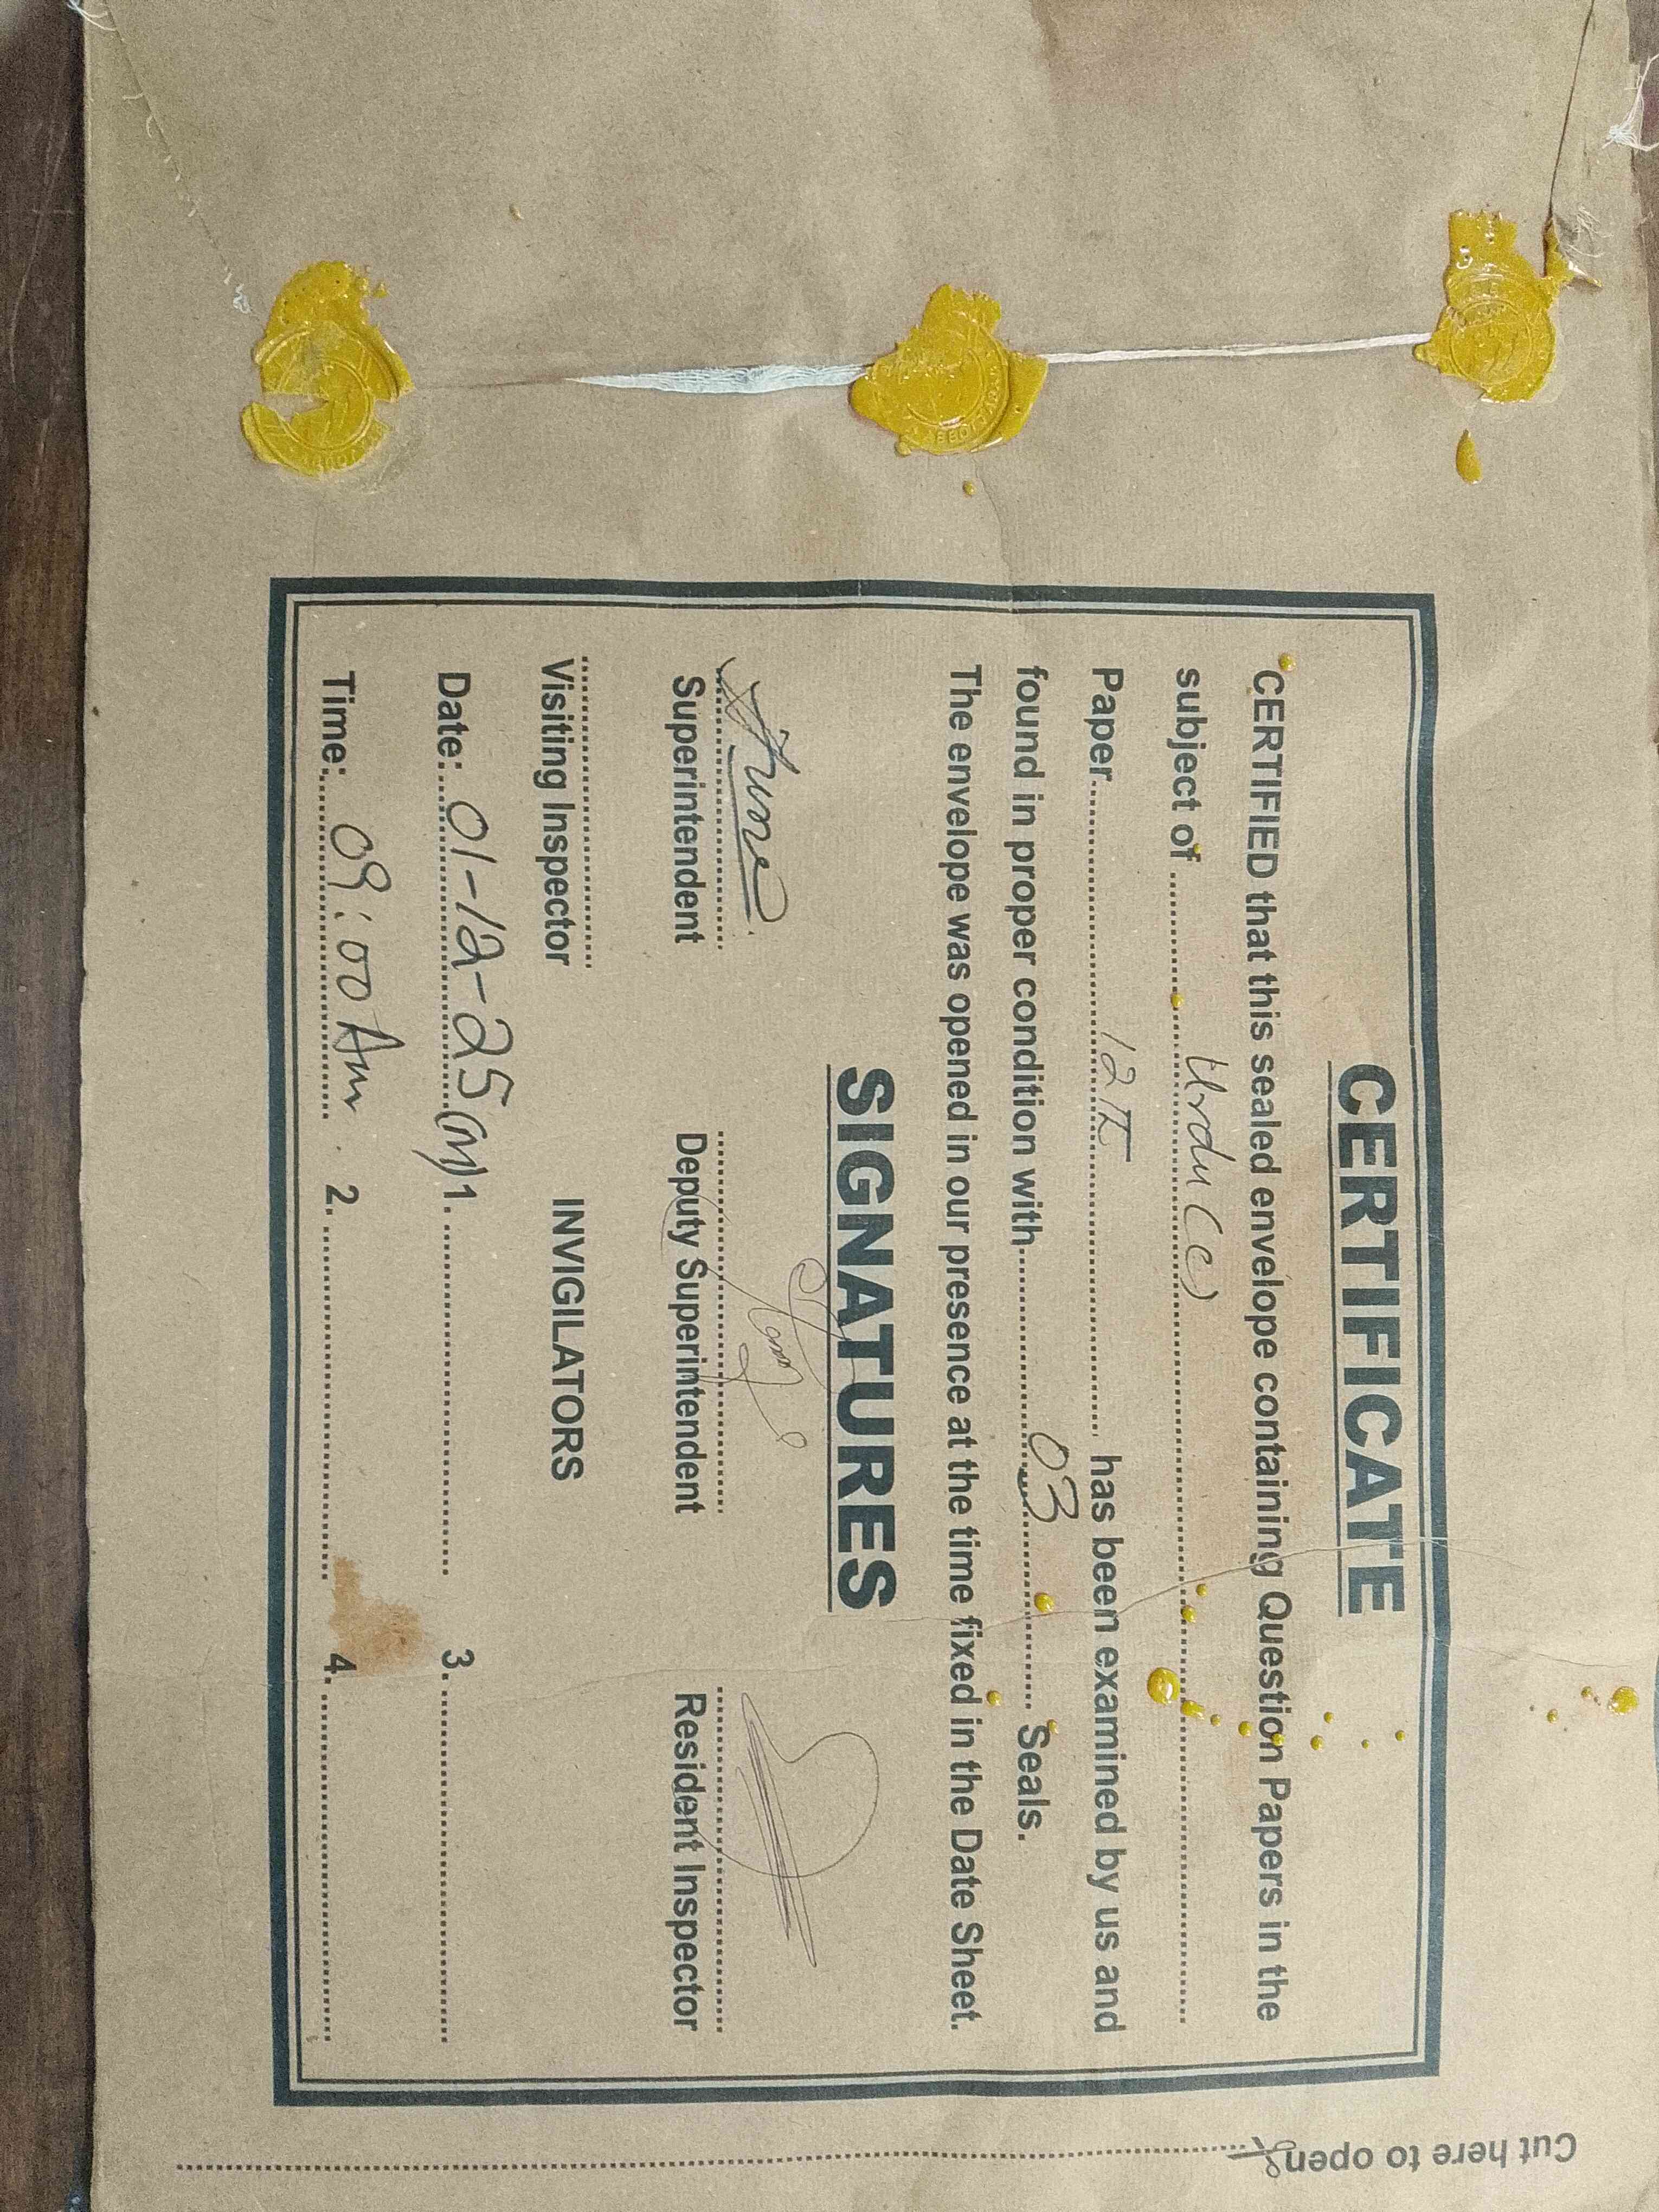 CERTIFICATE
CERTIFIED that this sealed envelope containing Question Papers in the
subject of Urdu (e)
Paper 12 II has been examined by us and
found in proper condition with 03 Seals.
The envelope was opened in our presence at the time fixed in the Date Sheet.
SIGNATURES
Superintendent Deputy Superintendent Resident Inspector
Visiting Inspector INVIGILATORS
Date: 01-12-25 (M) 1. 3.
Time: 09:00 Am. 2. 4.
Cut here to open